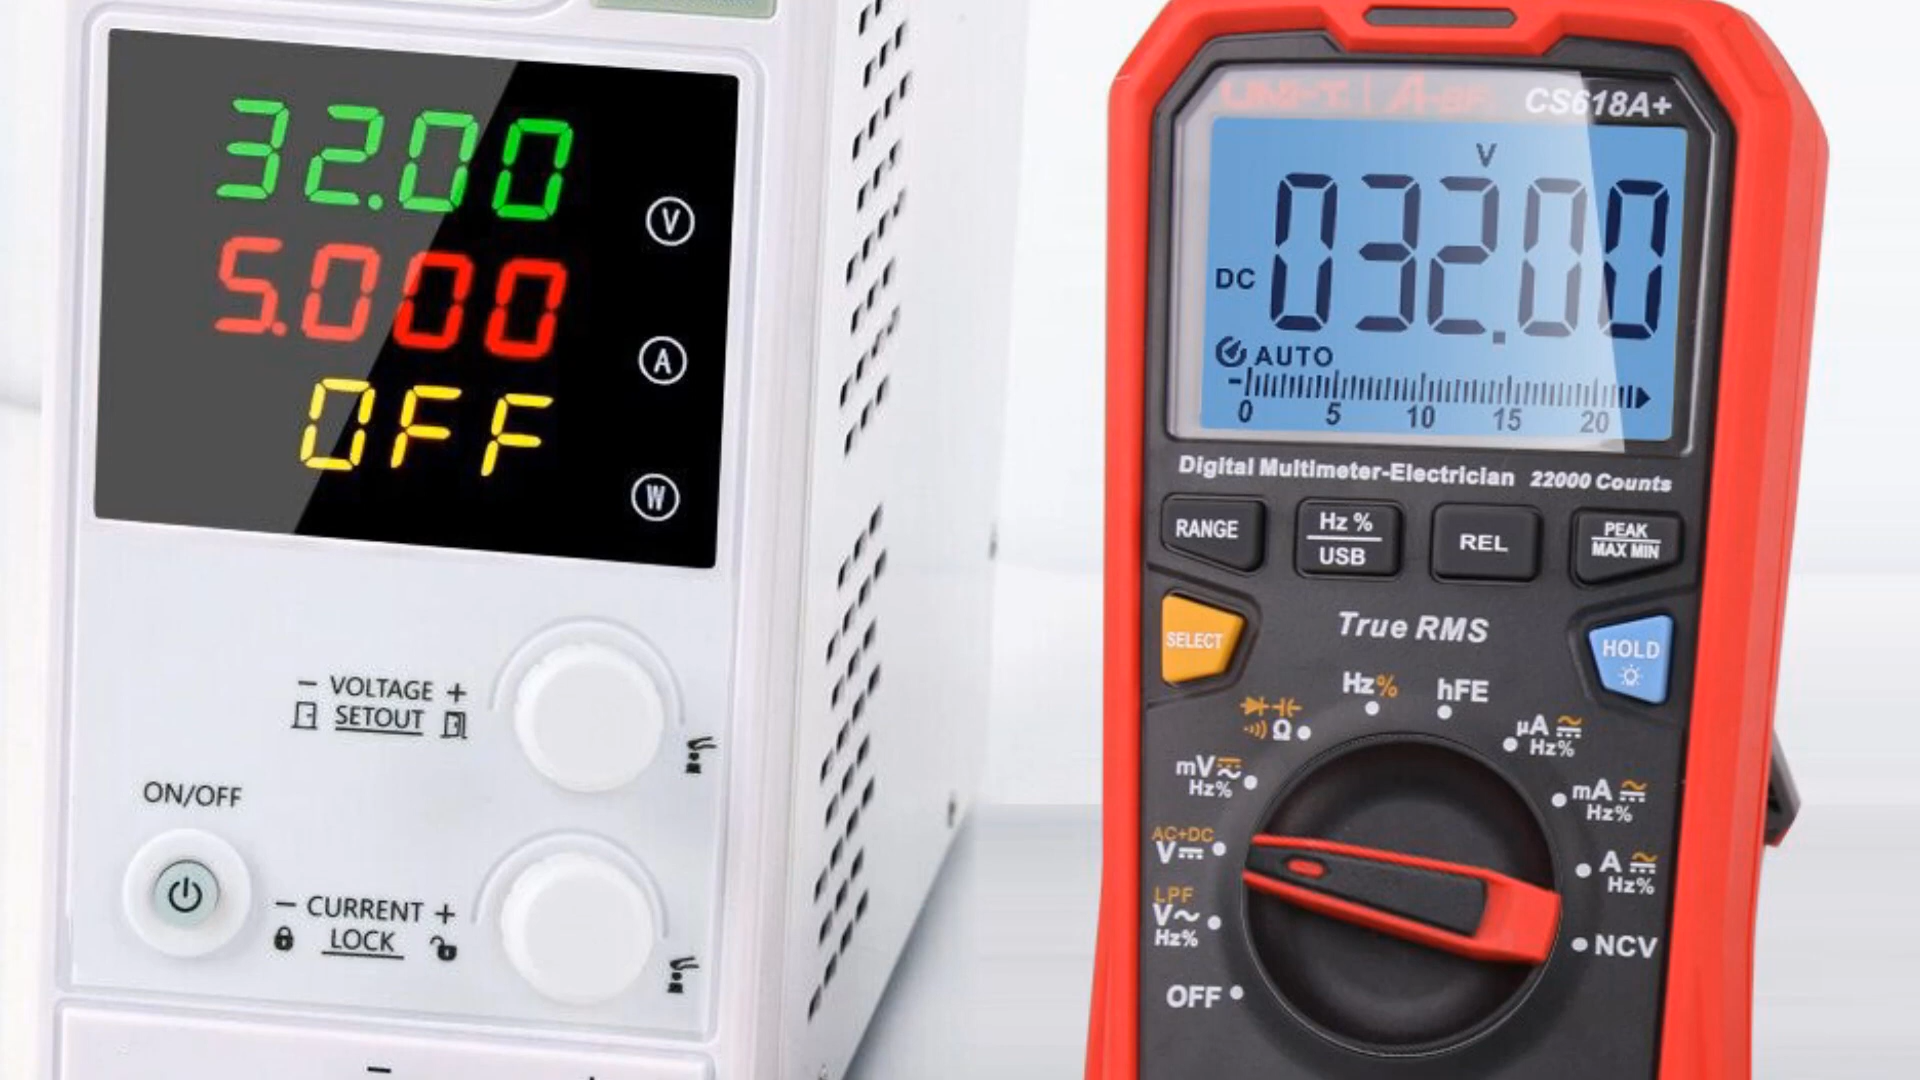 32.00
V
5.000
A
OFF
W
− VOLTAGE +
SETOUT
ON/OFF
− CURRENT +
LOCK
−
+
UNI-T
CS618A+
V
DC 032.00
AUTO
0 5 10 15 20
Digital Multimeter-Electrician 22000 Counts
RANGE
Hz %
USB
REL
PEAK
MAX MIN
SELECT
True RMS
HOLD
Hz%
hFE
Ω
µA
Hz%
mV
Hz%
mA
Hz%
AC+DC
V
A
Hz%
LPF
V~
Hz%
NCV
OFF